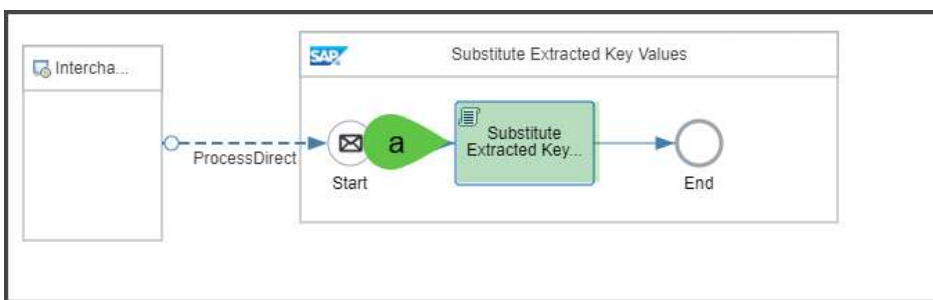 Intercha...
SAP
Substitute Extracted Key Values
ProcessDirect
Start
a
Substitute
Extracted Key...
End